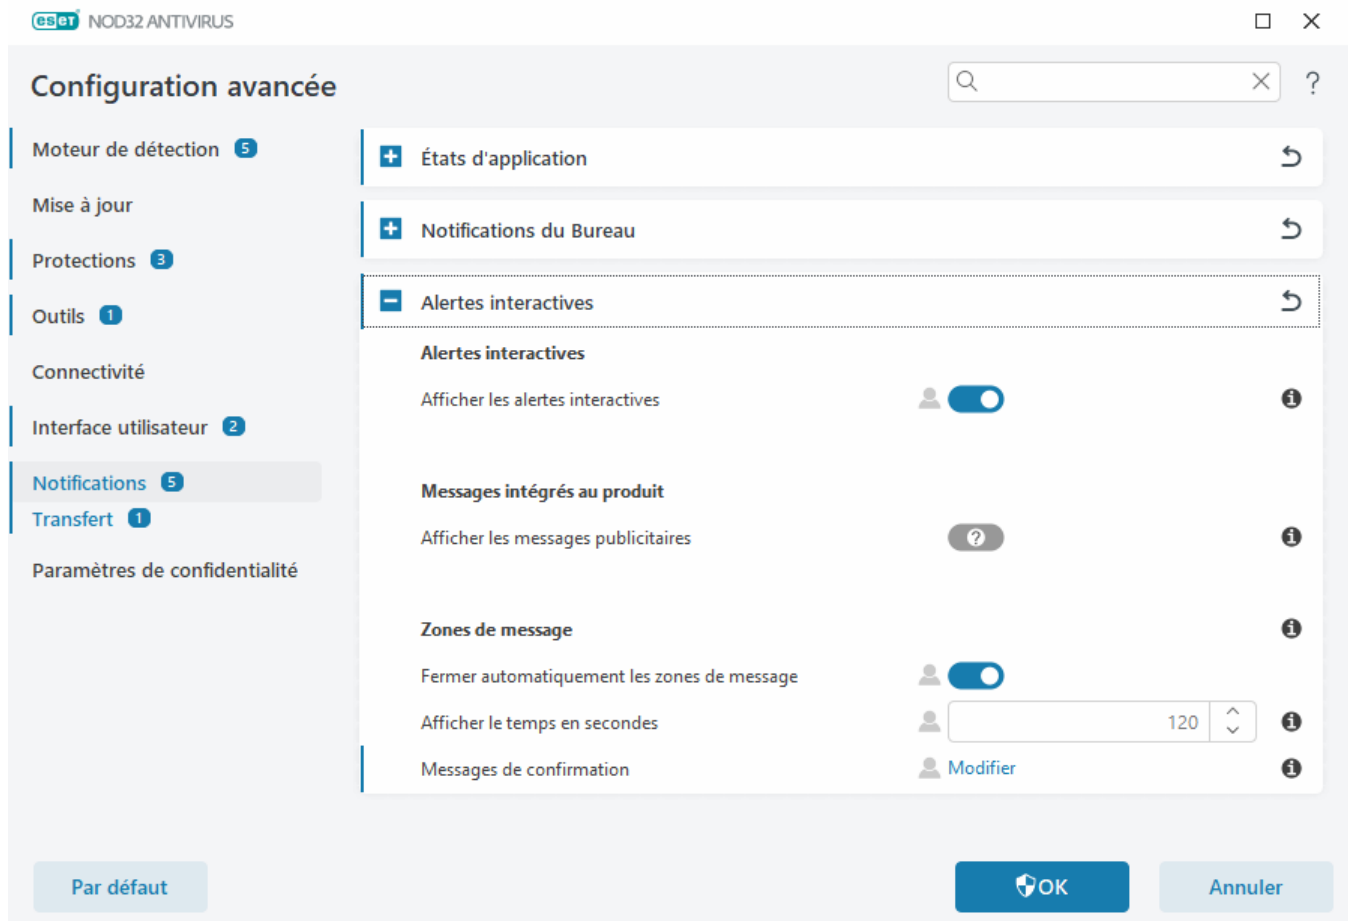 eset NOD32 ANTIVIRUS
Configuration avancée
?
Moteur de détection 5
Mise à jour
Protections 3
Outils 1
Connectivité
Interface utilisateur 2
Notifications 5
Transfert 1
Paramètres de confidentialité
États d'application
Notifications du Bureau
Alertes interactives
Alertes interactives
Afficher les alertes interactives
Messages intégrés au produit
Afficher les messages publicitaires ?
Zones de message
Fermer automatiquement les zones de message
Afficher le temps en secondes 120
Messages de confirmation Modifier
Par défaut
OK
Annuler